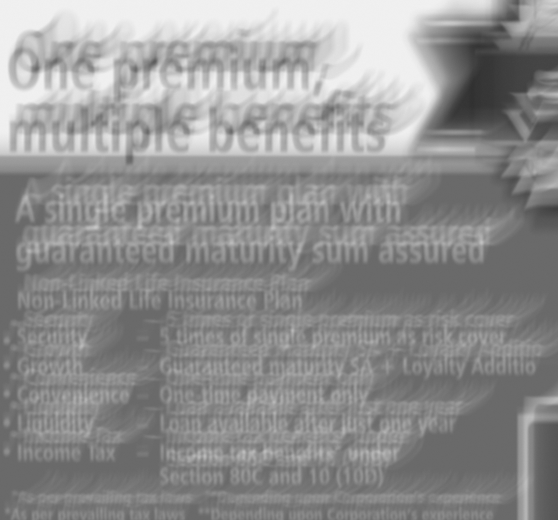 One premium,
multiple benefits
A single premium plan with
guaranteed maturity sum assured
Non-Linked Life Insurance Plan
• Security – 5 times of single premium as risk cover
• Growth – Guaranteed maturity SA + Loyalty Additio
• Convenience – One time payment only
• Liquidity – Loan available after just one year
• Income Tax – Income tax benefits under
Section 80C and 10 (10D)
*As per prevailing tax laws **Depending upon Corporation's experience